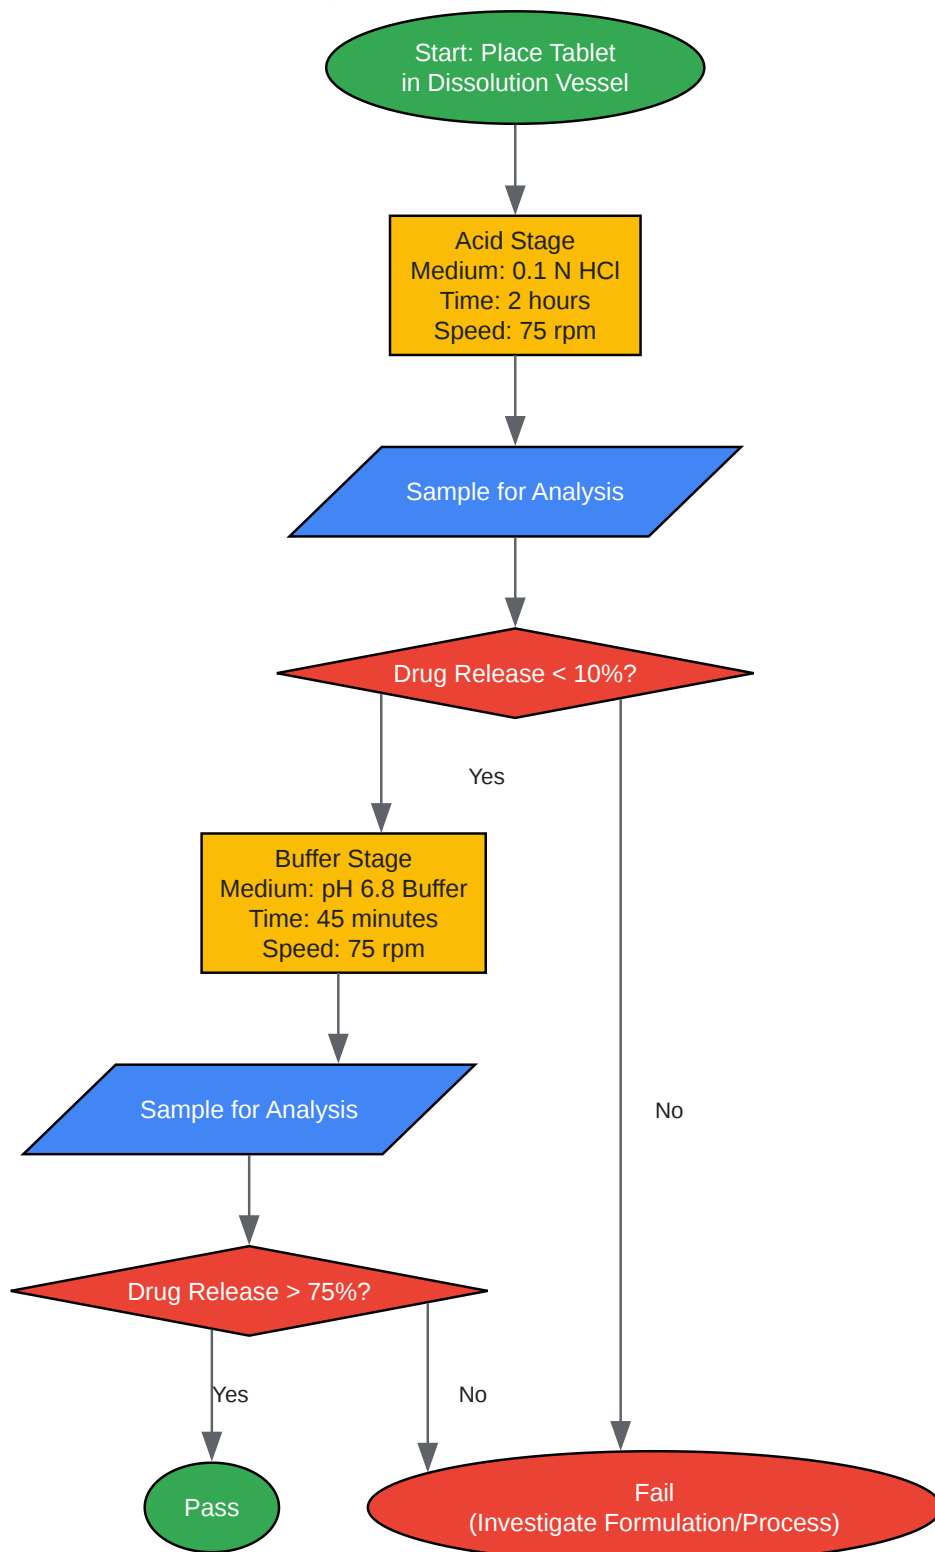 Start: Place Tablet
in Dissolution Vessel
Acid Stage
Medium: 0.1 N HCl
Time: 2 hours
Speed: 75 rpm
Sample for Analysis
Drug Release < 10%?
Yes
Buffer Stage
Medium: pH 6.8 Buffer
Time: 45 minutes
Speed: 75 rpm
Sample for Analysis
No
Drug Release > 75%?
Yes
No
Pass
Fail
(Investigate Formulation/Process)